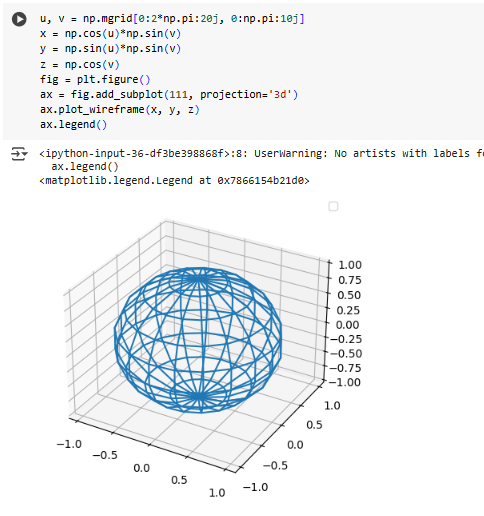 u, v = np.mgrid[0:2*np.pi:20j, 0:np.pi:10j]
x = np.cos(u)*np.sin(v)
y = np.sin(u)*np.sin(v)
z = np.cos(v)
fig = plt.figure()
ax = fig.add_subplot(111, projection='3d')
ax.plot_wireframe(x, y, z)
ax.legend()
<ipython-input-36-df3be398868f>:8: UserWarning: No artists with labels f
ax.legend()
<matplotlib.legend.Legend at 0x7866154b21d0>
1.00
0.75
0.50
0.25
0.00
−0.25
−0.50
−0.75
−1.00
−1.0
−0.5
0.0
0.5
1.0
1.0
0.5
0.0
−0.5
−1.0